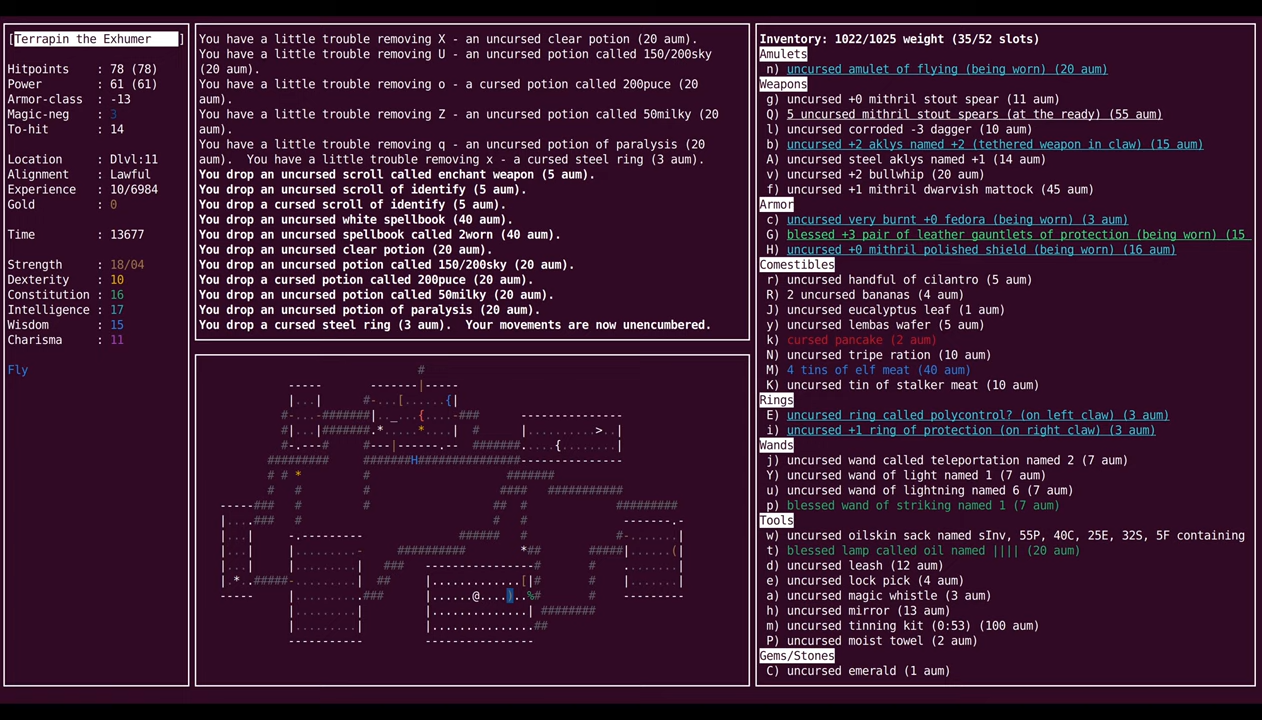 [Terrapin the Exhumer ]
Hitpoints : 78 (78)
Power : 61 (61)
Armor-class : -13
Magic-neg : 3
To-hit : 14
Location : Dlvl:11
Alignment : Lawful
Experience : 10/6984
Gold : 0
Time : 13677
Strength : 18/04
Dexterity : 10
Constitution : 16
Intelligence : 17
Wisdom : 15
Charisma : 11
Fly
You have a little trouble removing X - an uncursed clear potion (20 aum).
You have a little trouble removing U - an uncursed potion called 150/200sky
(20 aum).
You have a little trouble removing o - a cursed potion called 200puce (20
aum).
You have a little trouble removing Z - an uncursed potion called 50milky (20
aum).
You have a little trouble removing q - an uncursed potion of paralysis (20
aum). You have a little trouble removing x - a cursed steel ring (3 aum).
You drop an uncursed scroll called enchant weapon (5 aum).
You drop an uncursed scroll of identify (5 aum).
You drop a cursed scroll of identify (5 aum).
You drop an uncursed white spellbook (40 aum).
You drop an uncursed spellbook called 2worn (40 aum).
You drop an uncursed clear potion (20 aum).
You drop an uncursed potion called 150/200sky (20 aum).
You drop a cursed potion called 200puce (20 aum).
You drop an uncursed potion called 50milky (20 aum).
You drop an uncursed potion of paralysis (20 aum).
You drop a cursed steel ring (3 aum). Your movements are now unencumbered.
Inventory: 1022/1025 weight (35/52 slots)
Amulets
n) uncursed amulet of flying (being worn) (20 aum)
Weapons
g) uncursed +0 mithril stout spear (11 aum)
Q) 5 uncursed mithril stout spears (at the ready) (55 aum)
l) uncursed corroded -3 dagger (10 aum)
b) uncursed +2 aklys named +2 (tethered weapon in claw) (15 aum)
A) uncursed steel aklys named +1 (14 aum)
v) uncursed +2 bullwhip (20 aum)
f) uncursed +1 mithril dwarvish mattock (45 aum)
Armor
c) uncursed very burnt +0 fedora (being worn) (3 aum)
G) blessed +3 pair of leather gauntlets of protection (being worn) (15
H) uncursed +0 mithril polished shield (being worn) (16 aum)
Comestibles
r) uncursed handful of cilantro (5 aum)
R) 2 uncursed bananas (4 aum)
J) uncursed eucalyptus leaf (1 aum)
y) uncursed lembas wafer (5 aum)
k) cursed pancake (2 aum)
N) uncursed tripe ration (10 aum)
M) 4 tins of elf meat (40 aum)
K) uncursed tin of stalker meat (10 aum)
Rings
E) uncursed ring called polycontrol? (on left claw) (3 aum)
i) uncursed +1 ring of protection (on right claw) (3 aum)
Wands
j) uncursed wand called teleportation named 2 (7 aum)
Y) uncursed wand of light named 1 (7 aum)
u) uncursed wand of lightning named 6 (7 aum)
p) blessed wand of striking named 1 (7 aum)
Tools
w) uncursed oilskin sack named sInv, 55P, 40C, 25E, 32S, 5F containing
t) blessed lamp called oil named |||| (20 aum)
d) uncursed leash (12 aum)
e) uncursed lock pick (4 aum)
a) uncursed magic whistle (3 aum)
h) uncursed mirror (13 aum)
m) uncursed tinning kit (0:53) (100 aum)
P) uncursed moist towel (2 aum)
Gems/Stones
C) uncursed emerald (1 aum)